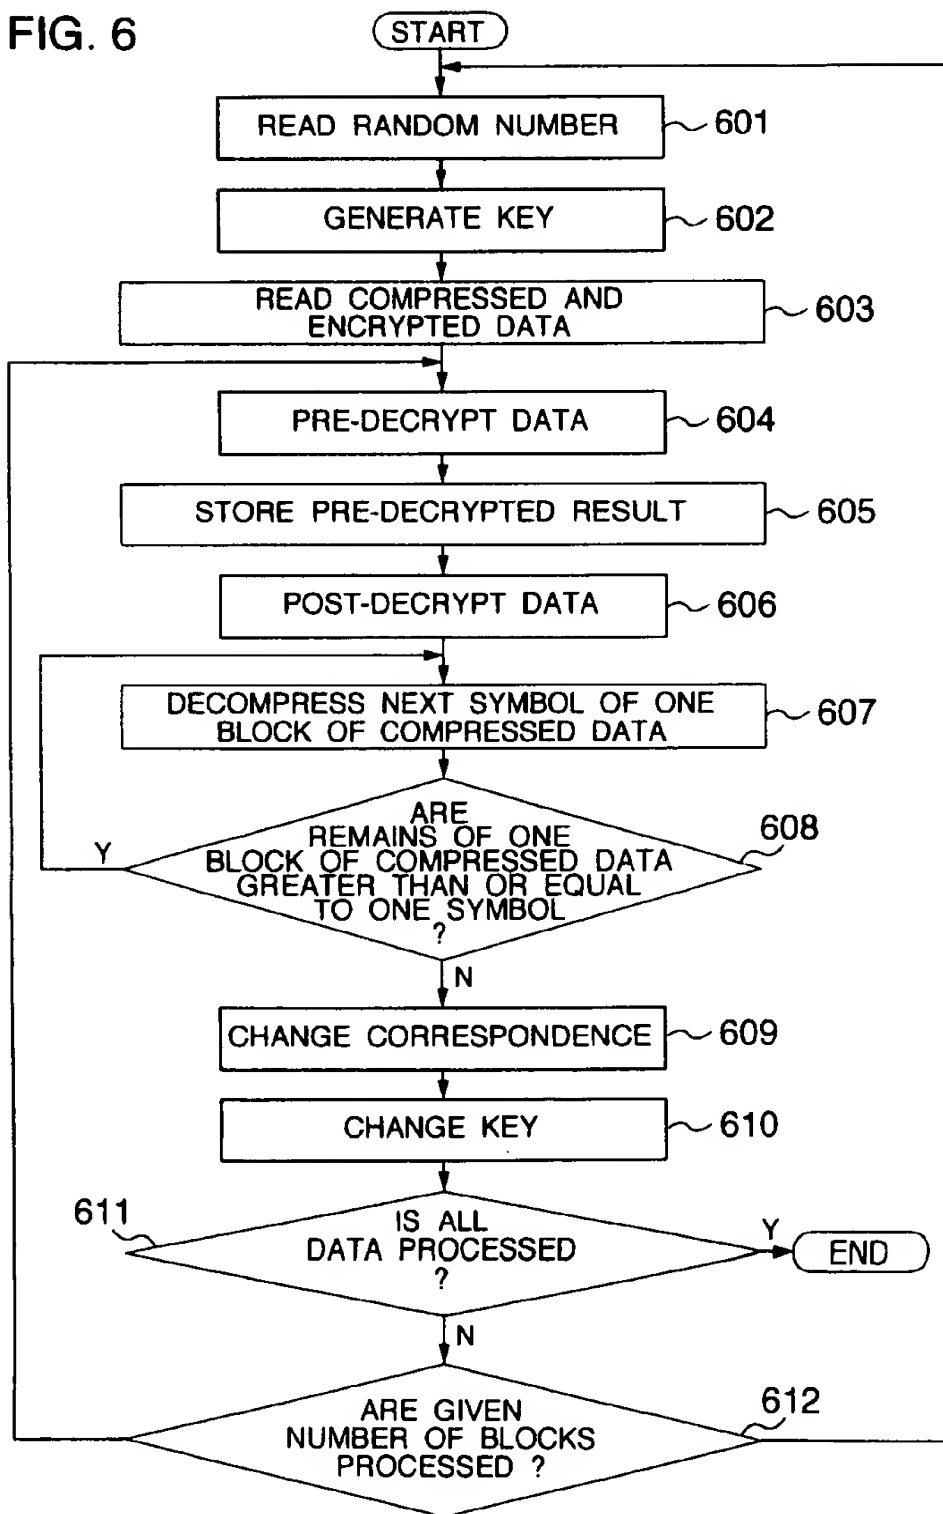 FIG. 6
START
READ RANDOM NUMBER
601
GENERATE KEY
602
READ COMPRESSED AND
ENCRYPTED DATA
603
PRE-DECRYPT DATA
604
STORE PRE-DECRYPTED RESULT
605
POST-DECRYPT DATA
606
DECOMPRESS NEXT SYMBOL OF ONE
BLOCK OF COMPRESSED DATA
607
ARE
REMAINS OF ONE
BLOCK OF COMPRESSED DATA
GREATER THAN OR EQUAL
TO ONE SYMBOL
?
608
Y
N
CHANGE CORRESPONDENCE
609
CHANGE KEY
610
611
IS ALL
DATA PROCESSED
?
Y
END
N
ARE GIVEN
NUMBER OF BLOCKS
PROCESSED ?
612